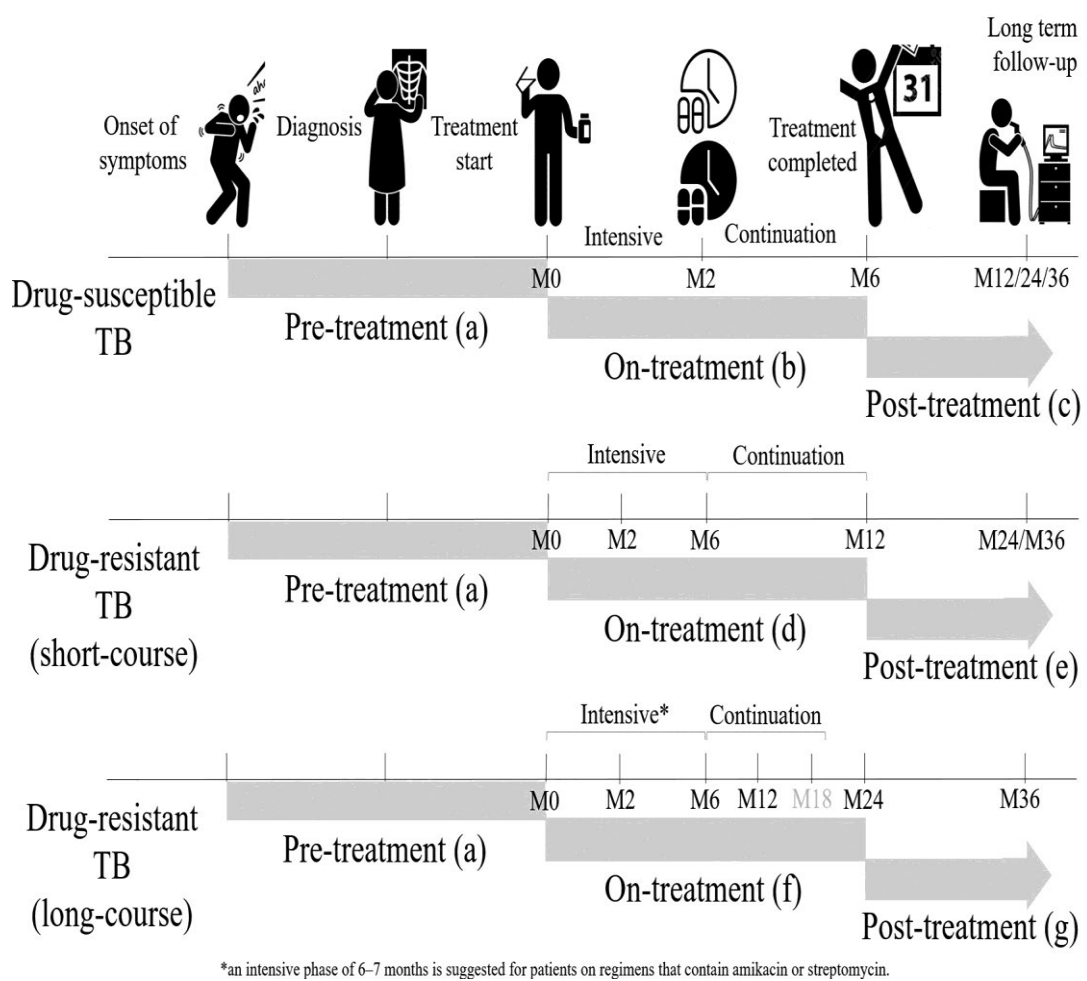 Long term
follow-up
ah
31
Onset of
symptoms
Diagnosis
Treatment
start
Treatment
completed
Intensive
Continuation
M0
M2
M6
M12/24/36
Drug-susceptible
TB
Pre-treatment (a)
On-treatment (b)
Post-treatment (c)
Intensive
Continuation
M0
M2
M6
M12
M24/M36
Drug-resistant
TB
(short-course)
Pre-treatment (a)
On-treatment (d)
Post-treatment (e)
Intensive*
Continuation
M0
M2
M6
M12
M18
M24
M36
Drug-resistant
TB
(long-course)
Pre-treatment (a)
On-treatment (f)
Post-treatment (g)
*an intensive phase of 6–7 months is suggested for patients on regimens that contain amikacin or streptomycin.